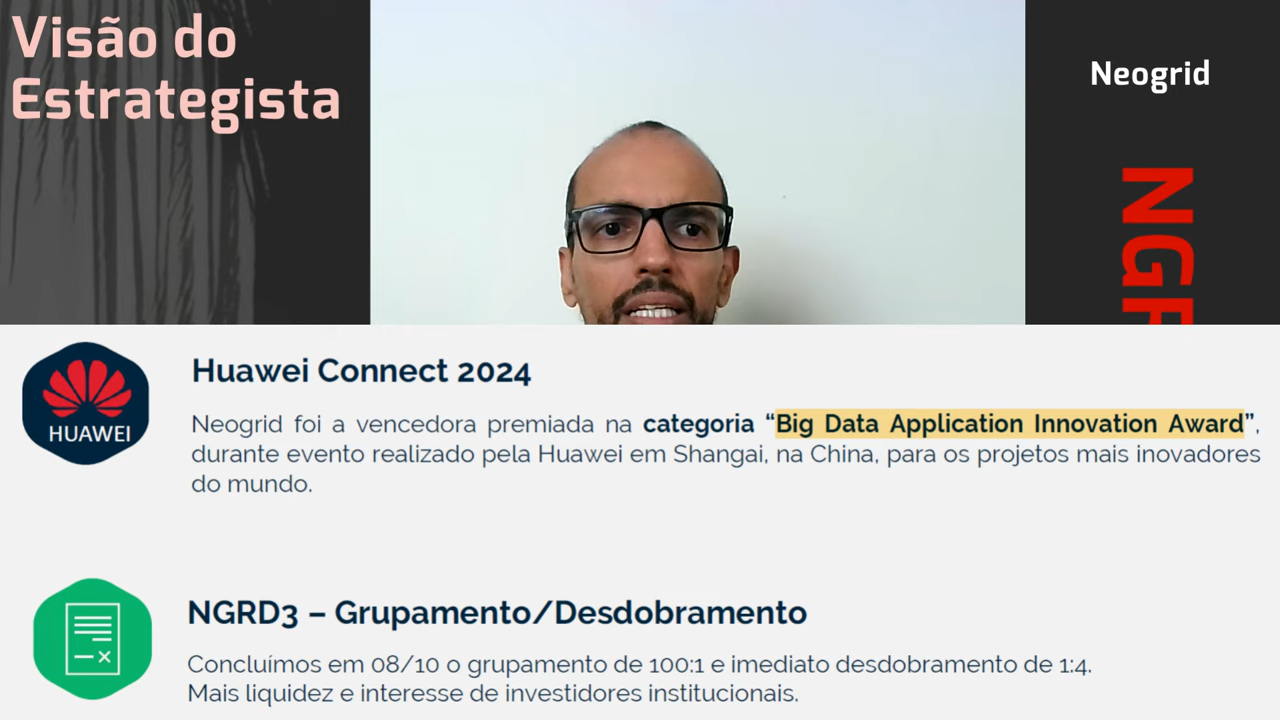 Visão do
Estrategista
Neogrid
HUAWEI
Huawei Connect 2024
Neogrid foi a vencedora premiada na categoria “Big Data Application Innovation Award”,
durante evento realizado pela Huawei em Shangai, na China, para os projetos mais inovadores
do mundo.
NGRD3 – Grupamento/Desdobramento
Concluímos em 08/10 o grupamento de 100:1 e imediato desdobramento de 1:4.
Mais liquidez e interesse de investidores institucionais.